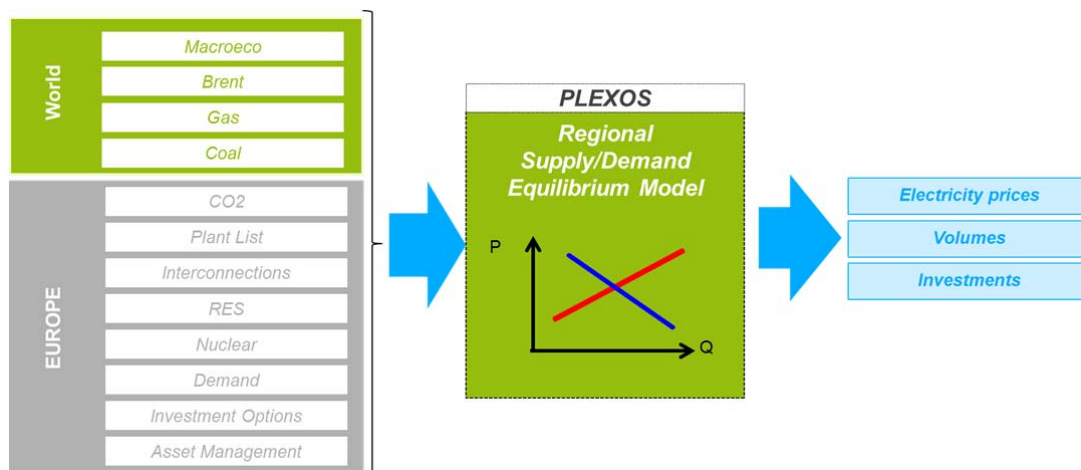 World
Macroeco
Brent
Gas
Coal
EUROPE
CO2
Plant List
Interconnections
RES
Nuclear
Demand
Investment Options
Asset Management
PLEXOS
Regional
Supply/Demand
Equilibrium Model
P
Q
Electricity prices
Volumes
Investments